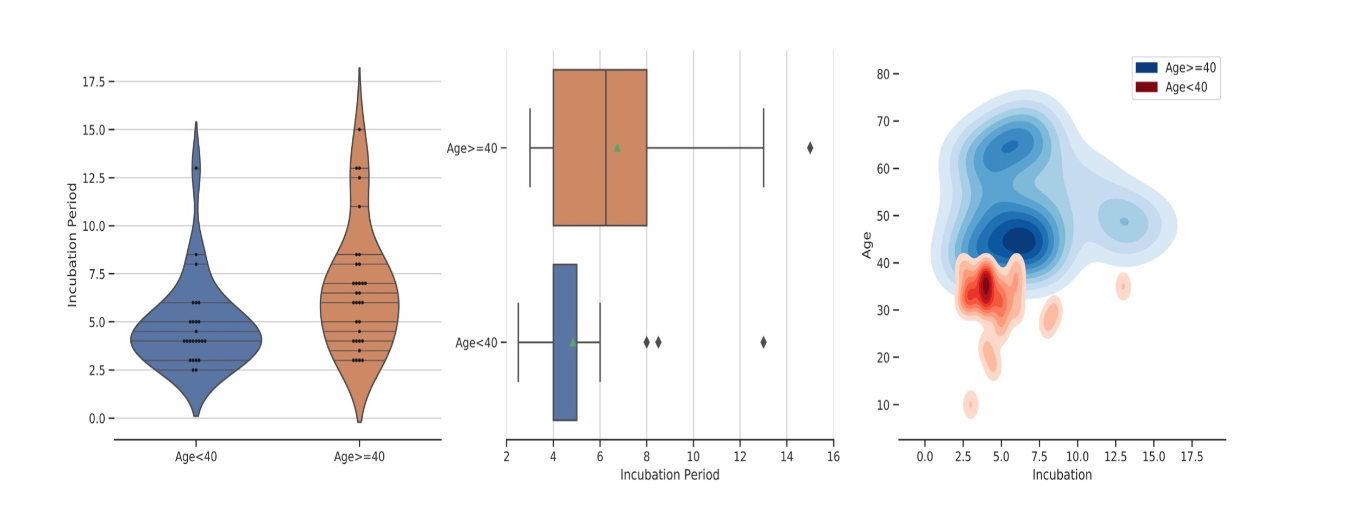 17.5
15.0
12.5
10.0
7.5
5.0
2.5
0.0
Incubation Period
Age<40 Age>=40
Age>=40
Age<40
2 4 6 8 10 12 14 16
Incubation Period
Age>=40
Age<40
80
70
60
50
40
30
20
10
Age
0.0 2.5 5.0 7.5 10.0 12.5 15.0 17.5
Incubation